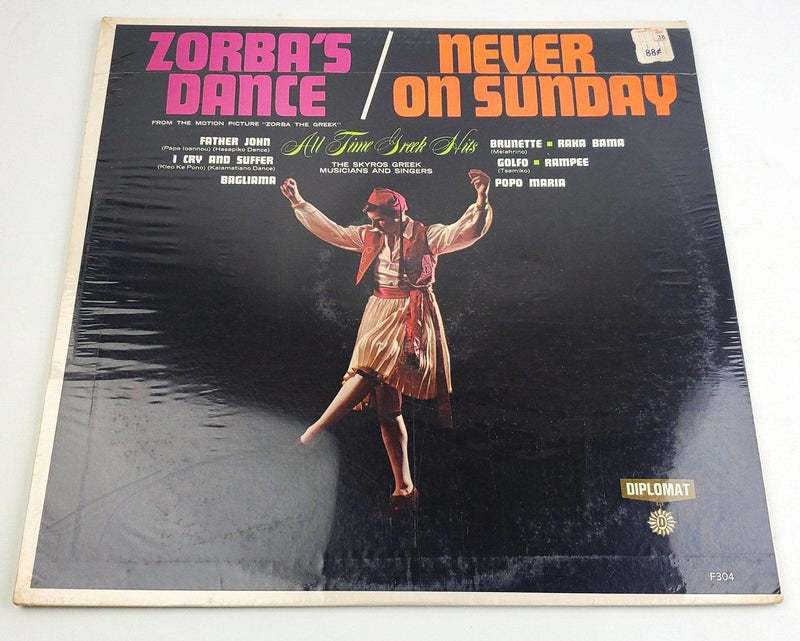 ZORBA'S
DANCE
/
NEVER
ON SUNDAY
88¢
FROM THE MOTION PICTURE "ZORBA THE GREEK"
All Time Greek Hits
THE SKYROS GREEK
MUSICIANS AND SINGERS
FATHER JOHN
(Papa Ioannou) (Hasapiko Dance)
I CRY AND SUFFER
(Kleo Ke Pono) (Kalamatiano Dance)
BAGLIAMA
BRUNETTE ▪ RAKA BAMA
(Melahrino)
GOLFO ▪ RAMPEE
(Tsamiko)
POPO MARIA
DIPLOMAT
D
F304